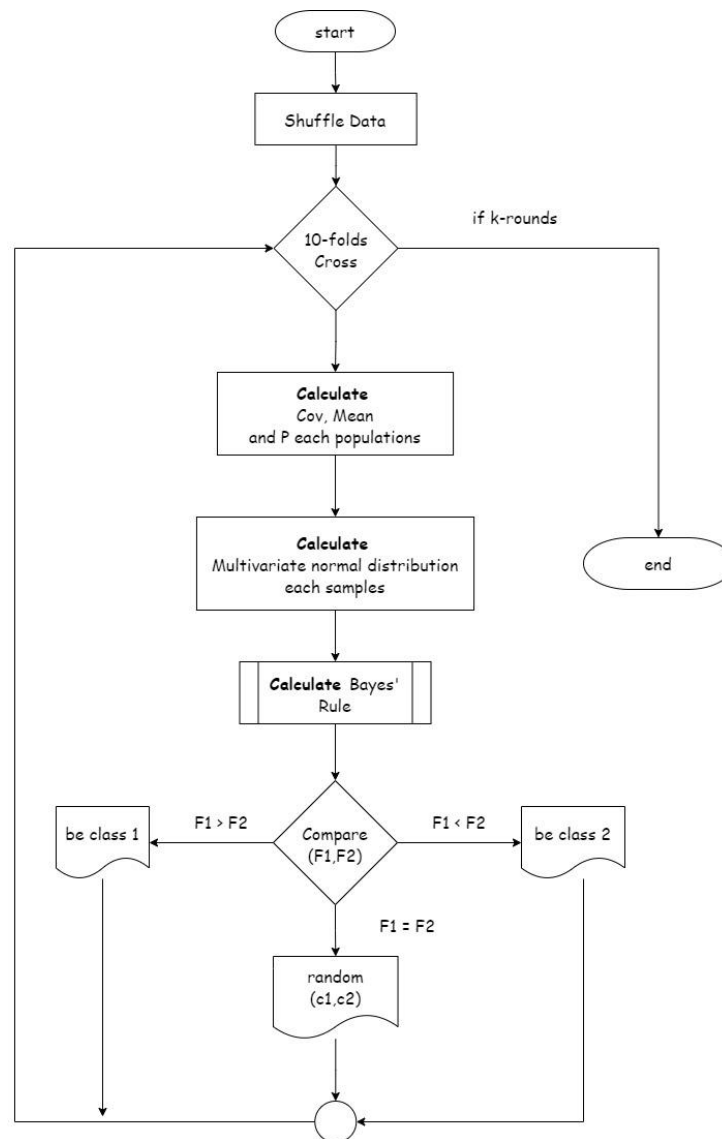 start
Shuffle Data
if k-rounds
10-folds
Cross
Calculate
Cov, Mean
and P each populations
Calculate
Multivariate normal distribution
each samples
end
Calculate Bayes'
Rule
be class 1
F1 > F2
Compare
(F1,F2)
F1 < F2
be class 2
F1 = F2
random
(c1,c2)